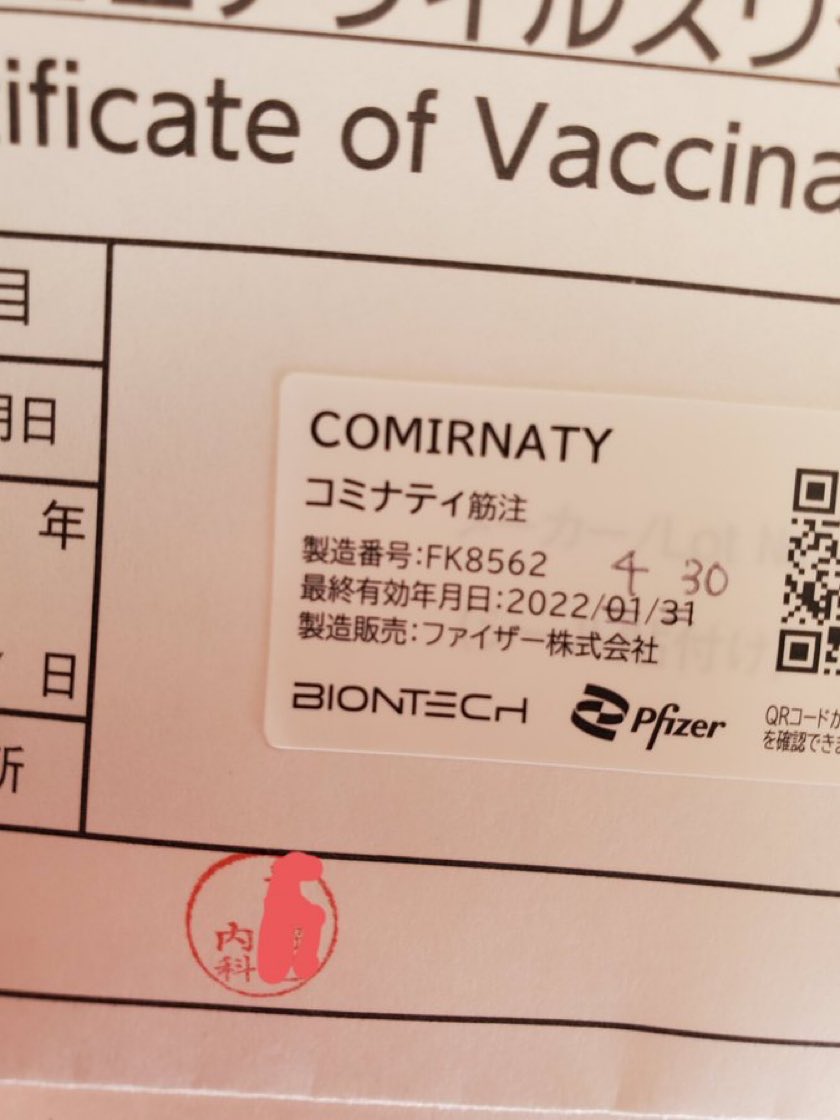 ificate of Vaccina
目
月日
年
日
所
COMIRNATY
コミナティ筋注
製造番号:FK8562
4 30
最終有効年月日:2022/01/31
製造販売:ファイザー株式会社
BIONTECH Pfizer
QRコードが
を確認できま
内科